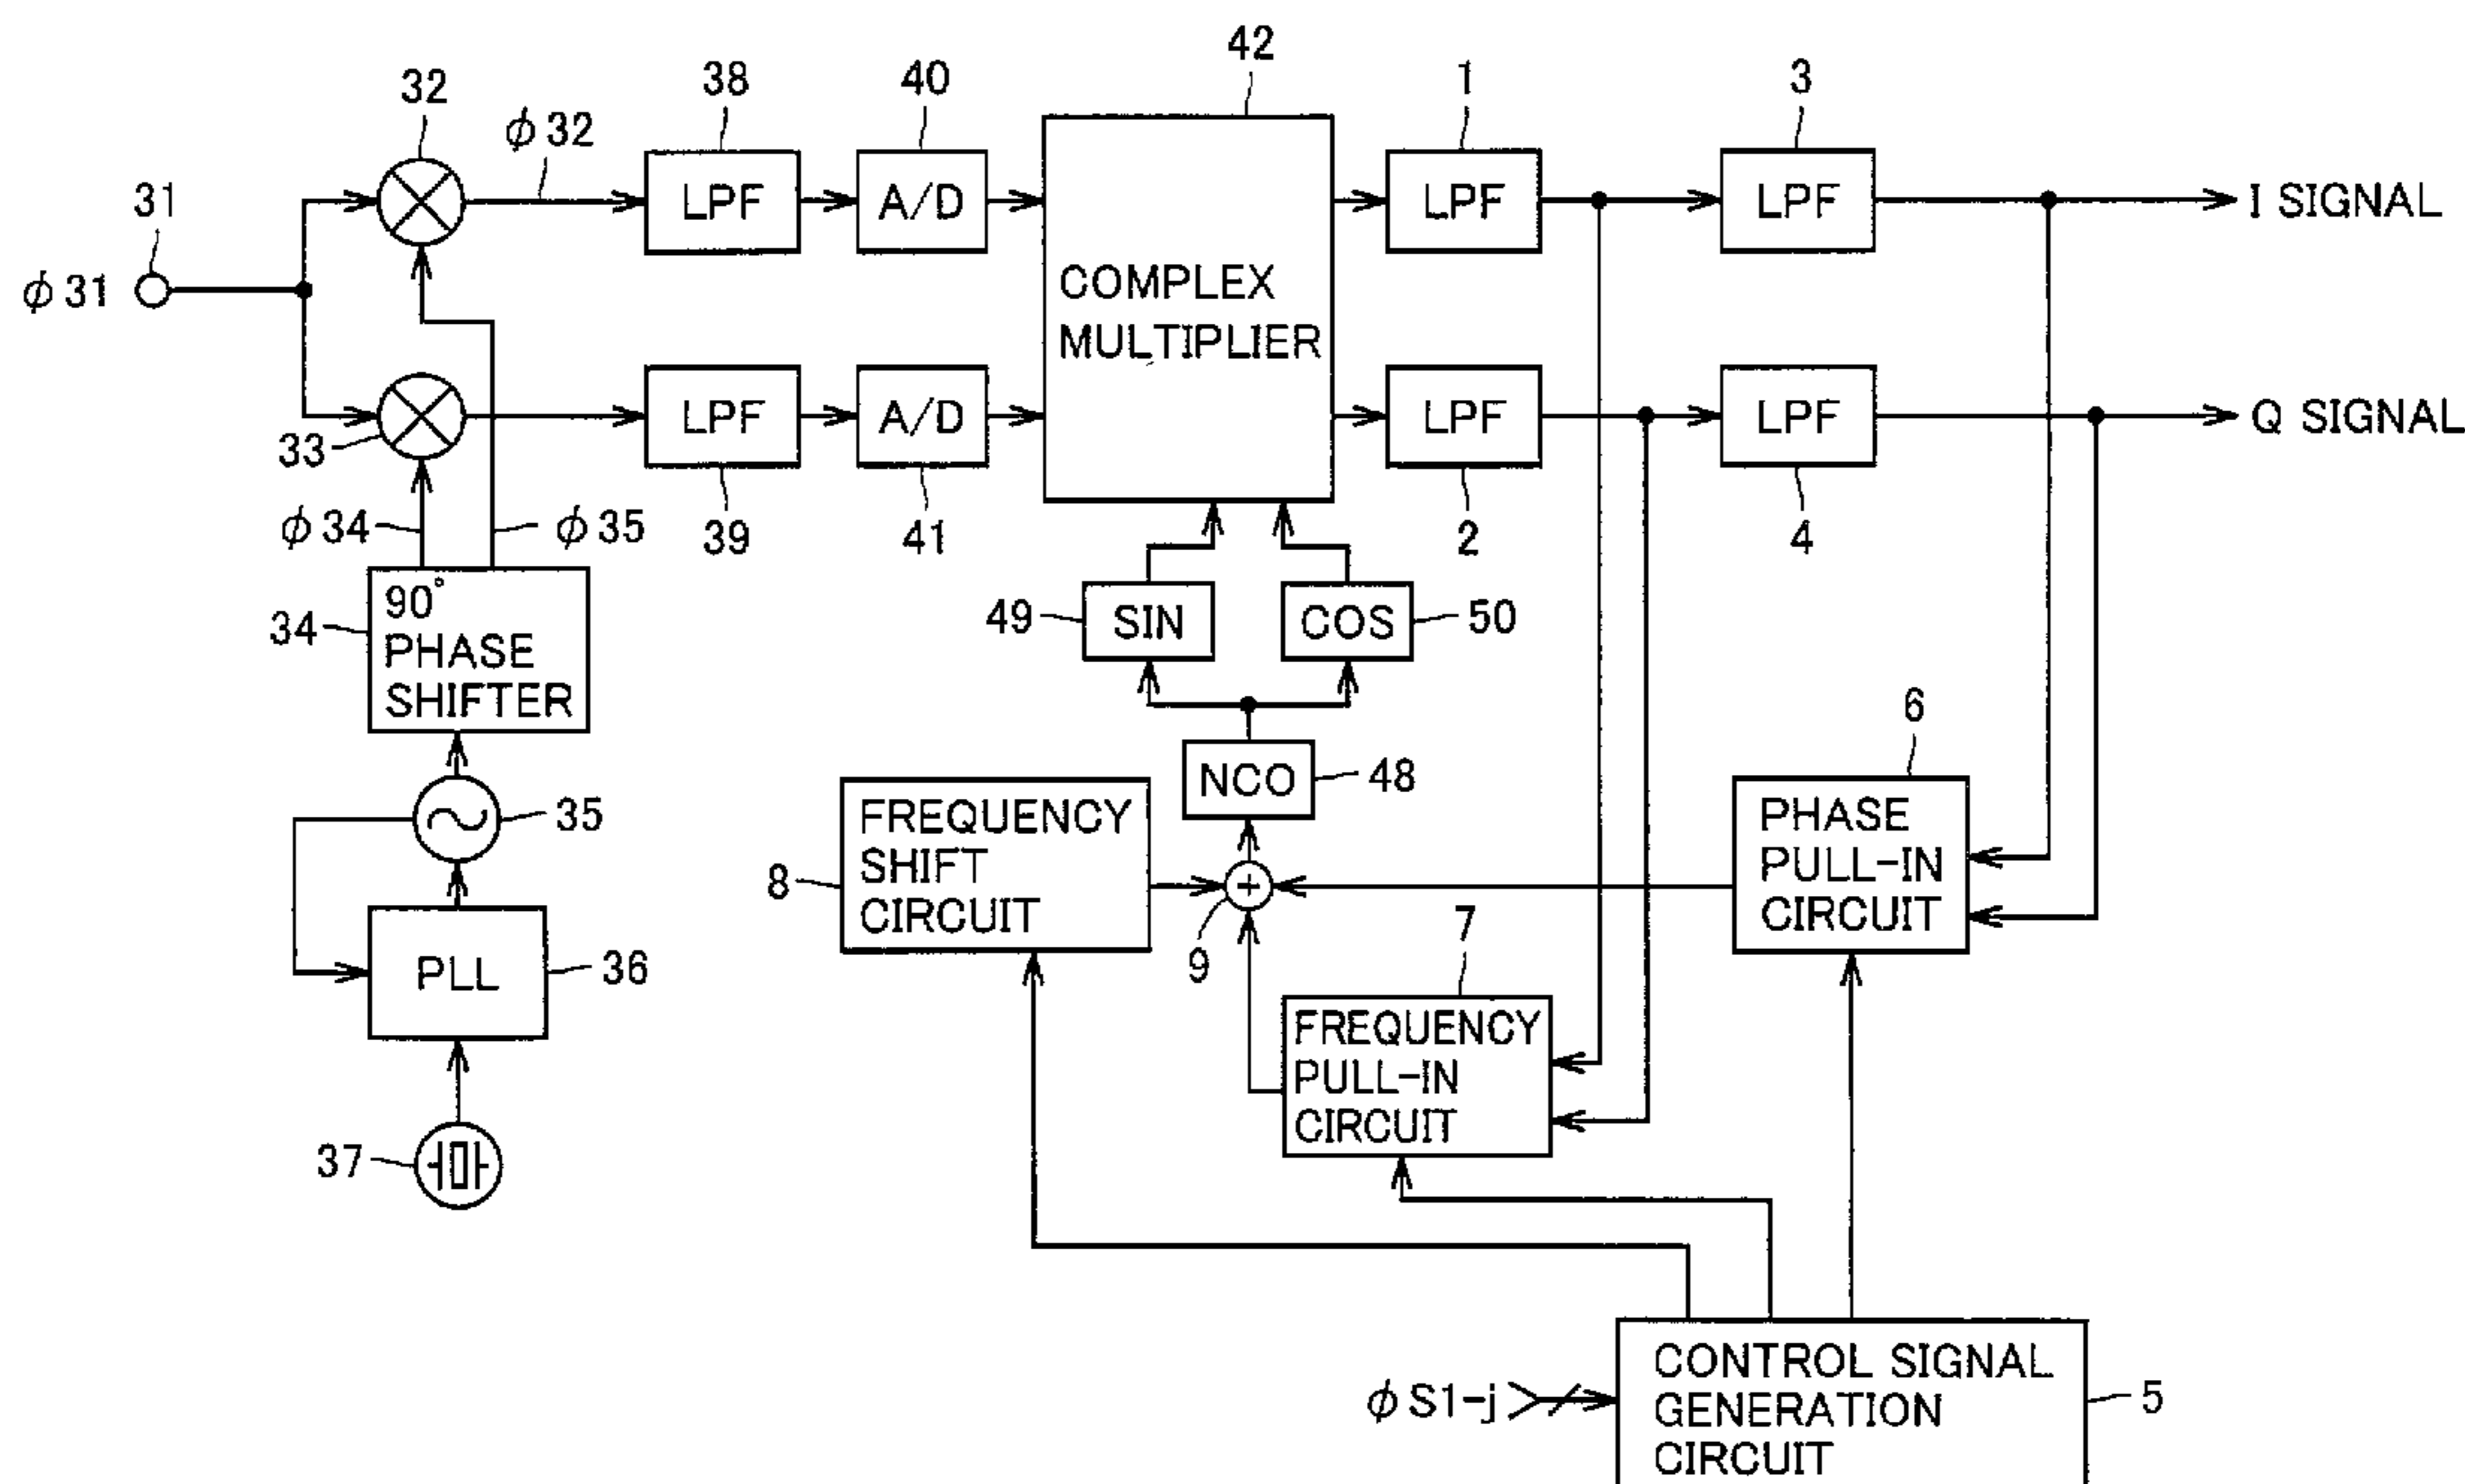 42
32
38
40
1
3
φ32
31
LPF
A/D
LPF
LPF
I SIGNAL
φ31
COMPLEX
MULTIPLIER
33
LPF
A/D
LPF
LPF
Q SIGNAL
φ34
φ35
39
41
2
4
34
90°
PHASE
SHIFTER
49
SIN
COS
50
6
NCO
48
35
8
FREQUENCY
SHIFT
CIRCUIT
PHASE
PULL-IN
CIRCUIT
+
9
7
PLL
36
FREQUENCY
PULL-IN
CIRCUIT
37
φS1-j
CONTROL SIGNAL
GENERATION
CIRCUIT
5